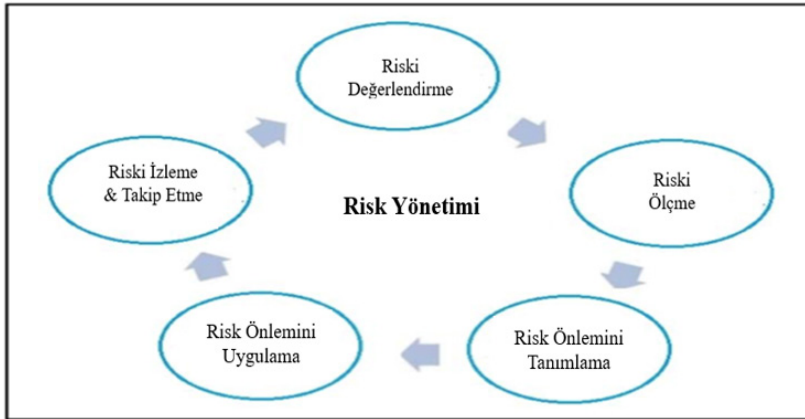 Riski
Değerlendirme
Riski İzleme
& Takip Etme
Riski
Ölçme
Risk Yönetimi
Risk Önlemini
Uygulama
Risk Önlemini
Tanımlama